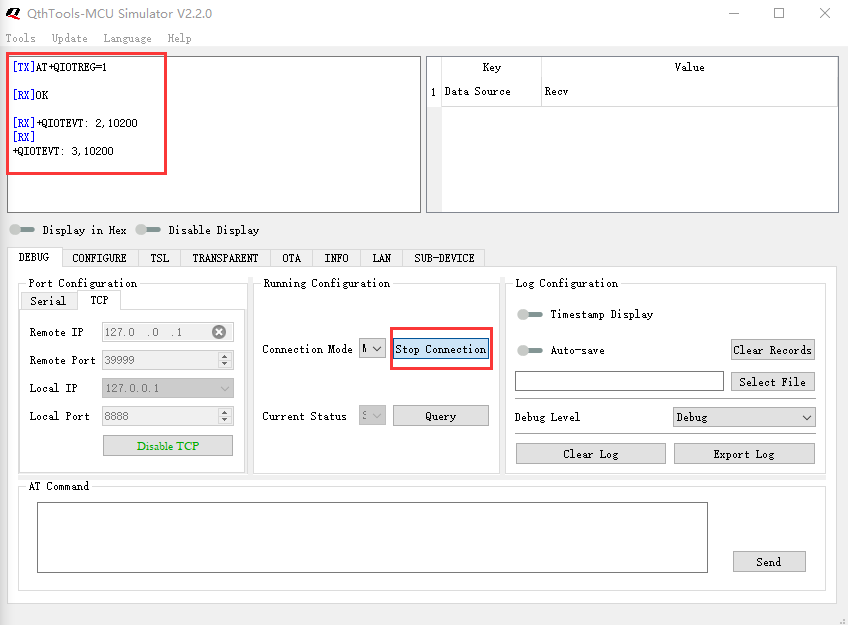 QthTools-MCU Simulator V2.2.0
Tools Update Language Help
[TX]AT+QIOTREG=1
[RX]OK
[RX]+QIOTEVT: 2,10200
[RX]
+QIOTEVT: 3,10200
Key Value
1 Data Source Recv
Display in Hex Disable Display
DEBUG CONFIGURE TSL TRANSPARENT OTA INFO LAN SUB-DEVICE
Port Configuration
Serial TCP
Remote IP 127.0 .0 .1
Remote Port 39999
Local IP 127.0.0.1
Local Port 8888
Disable TCP
Running Configuration
Connection Mode Stop Connection
Current Status Query
Log Configuration
Timestamp Display
Auto-save Clear Records
Select File
Debug Level Debug
Clear Log Export Log
AT Command
Send